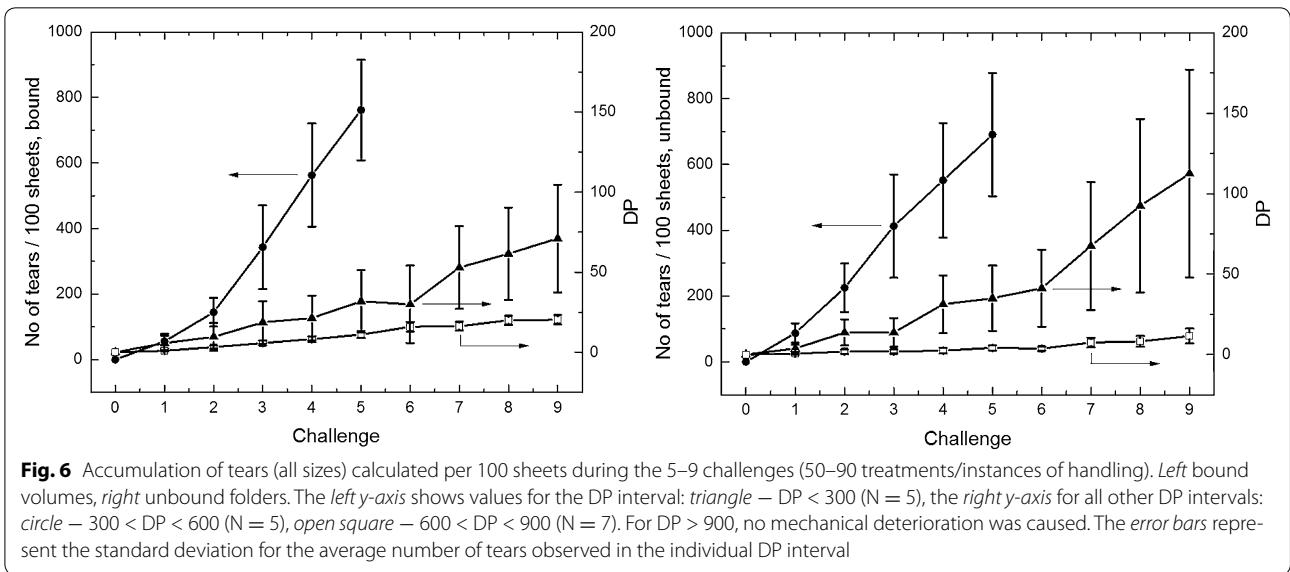 1000
800
600
400
200
0
No of tears / 100 sheets, bound
200
150
100
50
0
DP
0 1 2 3 4 5 6 7 8 9
Challenge
1000
800
600
400
200
0
No of tears / 100 sheets, unbound
200
150
100
50
0
DP
0 1 2 3 4 5 6 7 8 9
Challenge
Fig. 6 Accumulation of tears (all sizes) calculated per 100 sheets during the 5–9 challenges (50–90 treatments/instances of handling). Left bound
volumes, right unbound folders. The left y-axis shows values for the DP interval: triangle — DP < 300 (N = 5), the right y-axis for all other DP intervals:
circle — 300 < DP < 600 (N = 5), open square — 600 < DP < 900 (N = 7). For DP > 900, no mechanical deterioration was caused. The error bars repre-
sent the standard deviation for the average number of tears observed in the individual DP interval